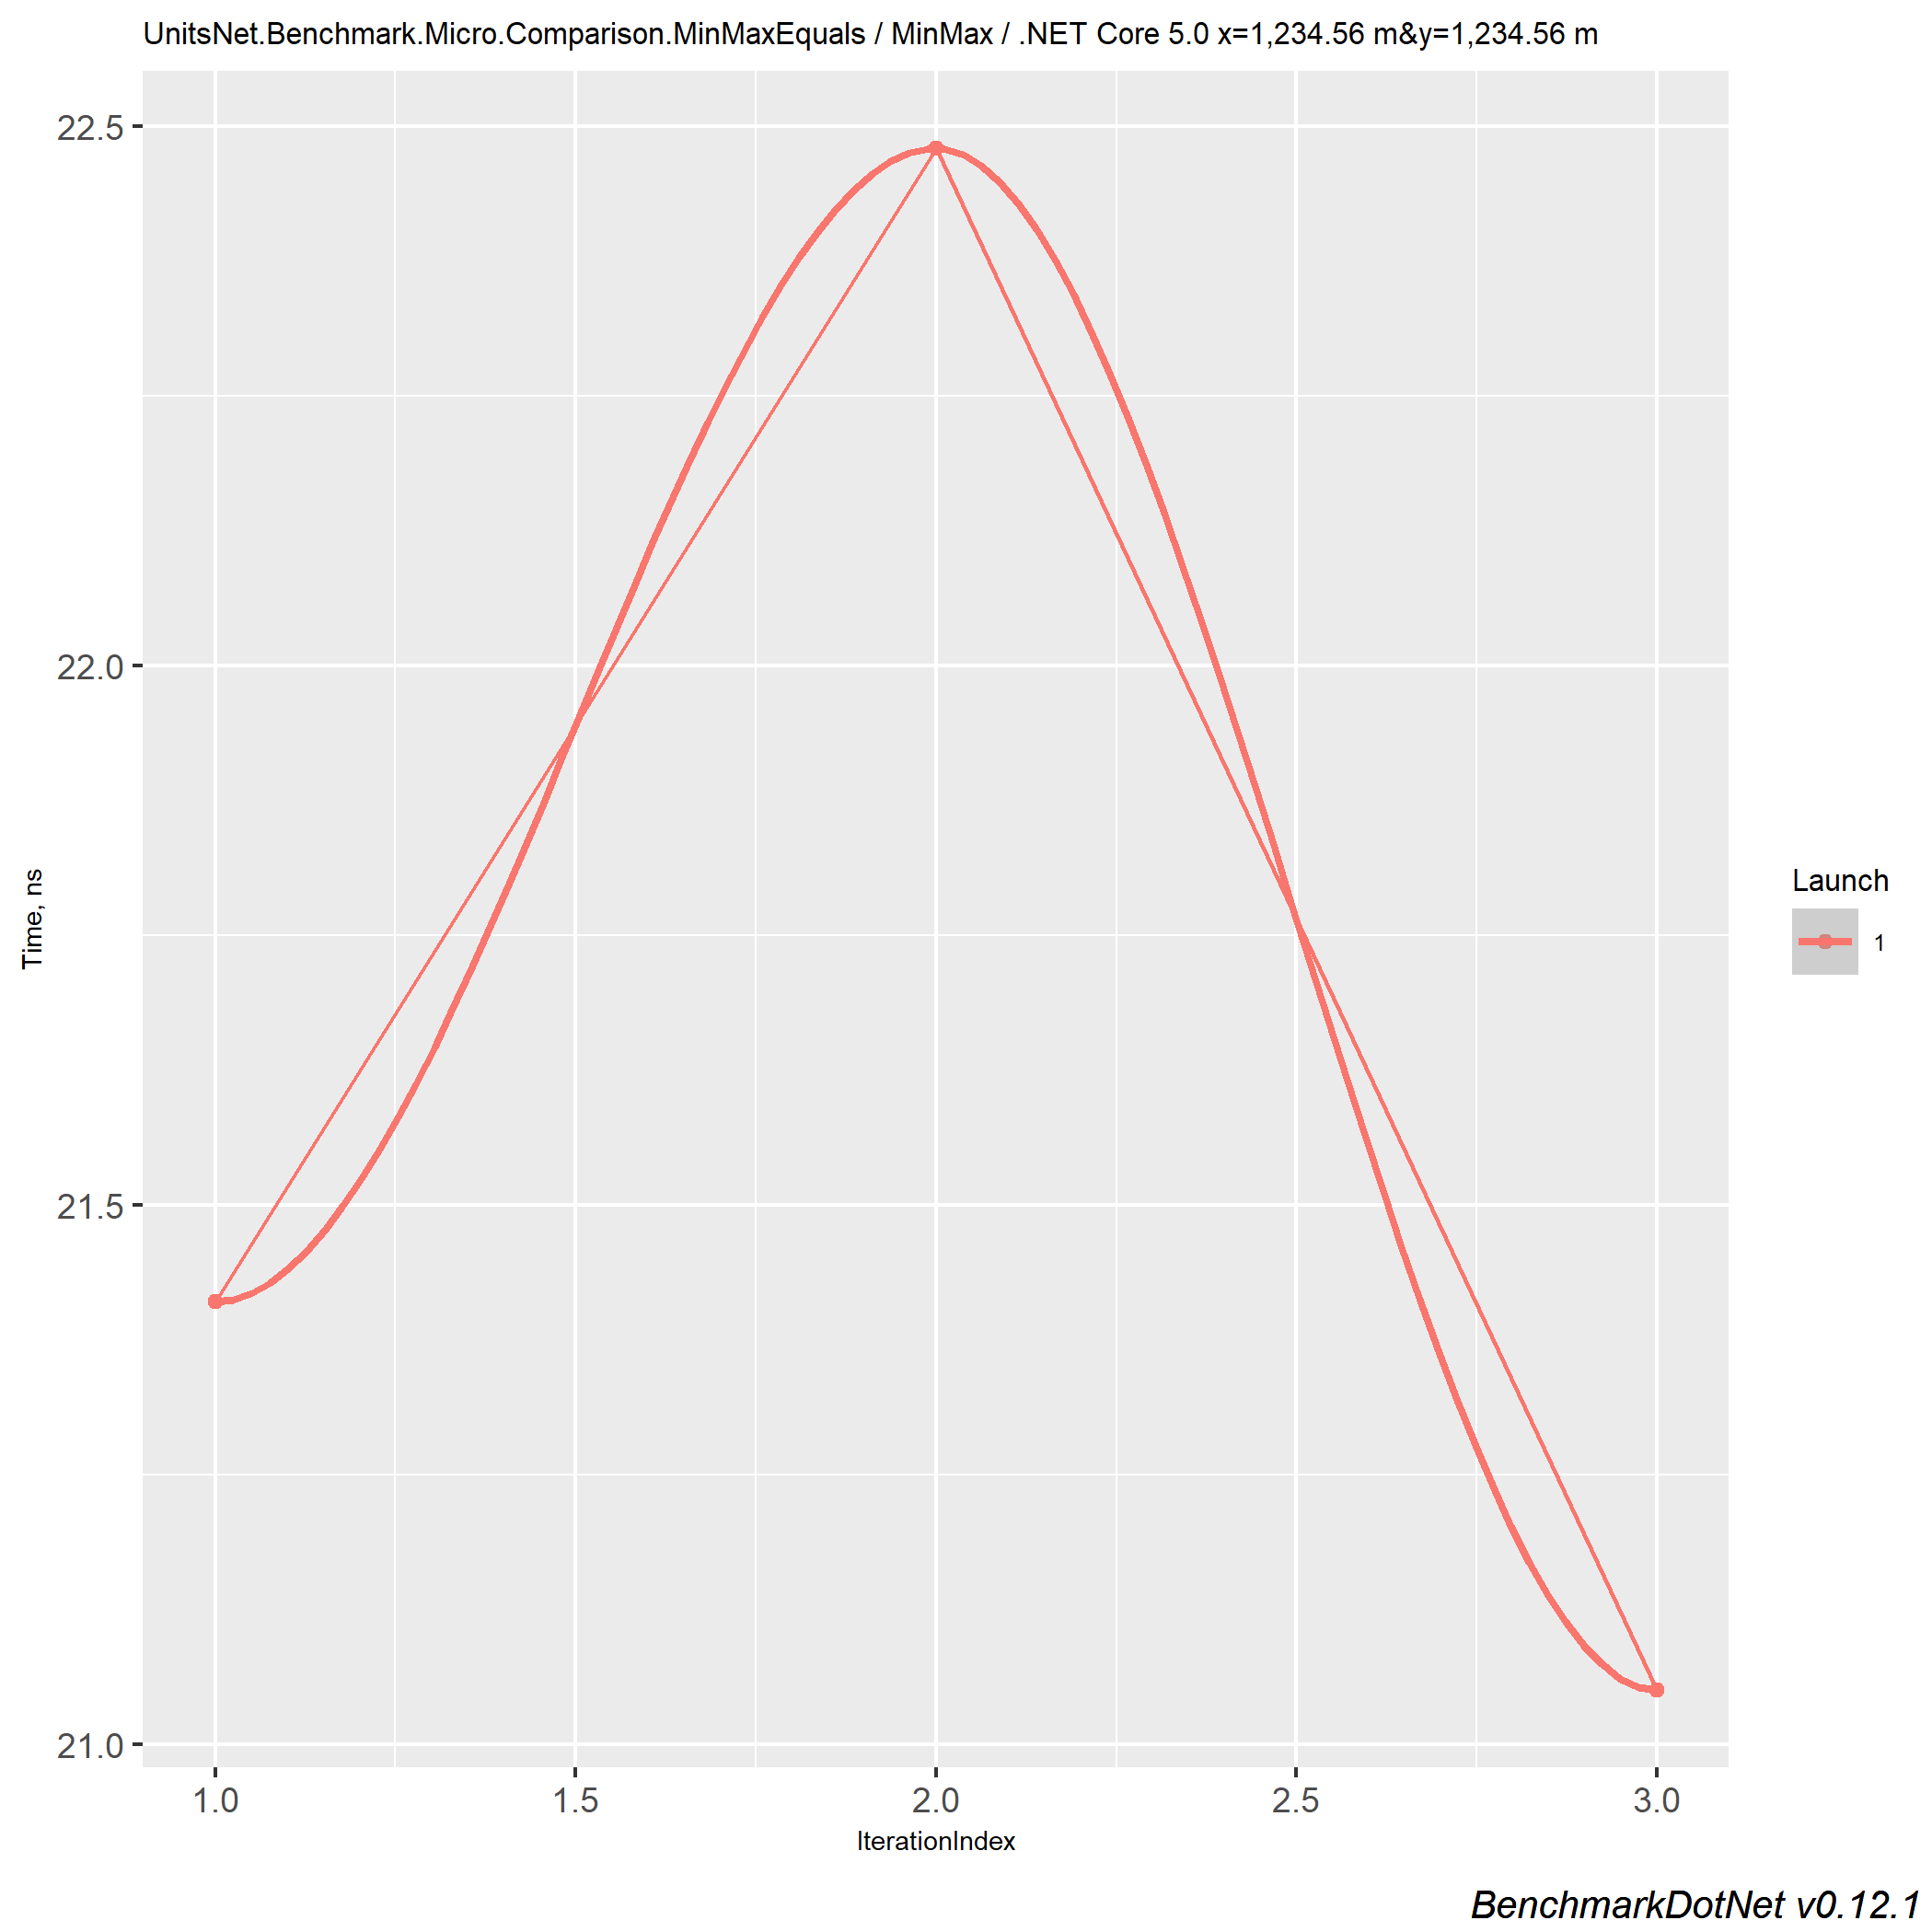 UnitsNet.Benchmark.Micro.Comparison.MinMaxEquals / MinMax / .NET Core 5.0 x=1,234.56 m&y=1,234.56 m
22.5
22.0
21.5
21.0
Time, ns
1.0 1.5 2.0 2.5 3.0
IterationIndex
Launch
1
BenchmarkDotNet v0.12.1